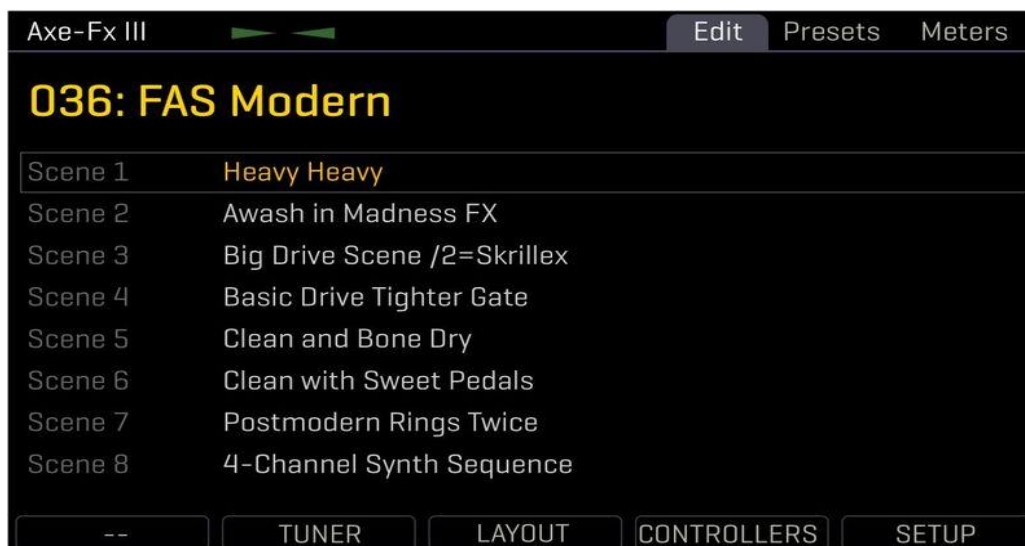 Axe-Fx III Edit Presets Meters
036: FAS Modern
Scene 1 Heavy Heavy
Scene 2 Awash in Madness FX
Scene 3 Big Drive Scene /2=Skrillex
Scene 4 Basic Drive Tighter Gate
Scene 5 Clean and Bone Dry
Scene 6 Clean with Sweet Pedals
Scene 7 Postmodern Rings Twice
Scene 8 4-Channel Synth Sequence
-- TUNER LAYOUT CONTROLLERS SETUP